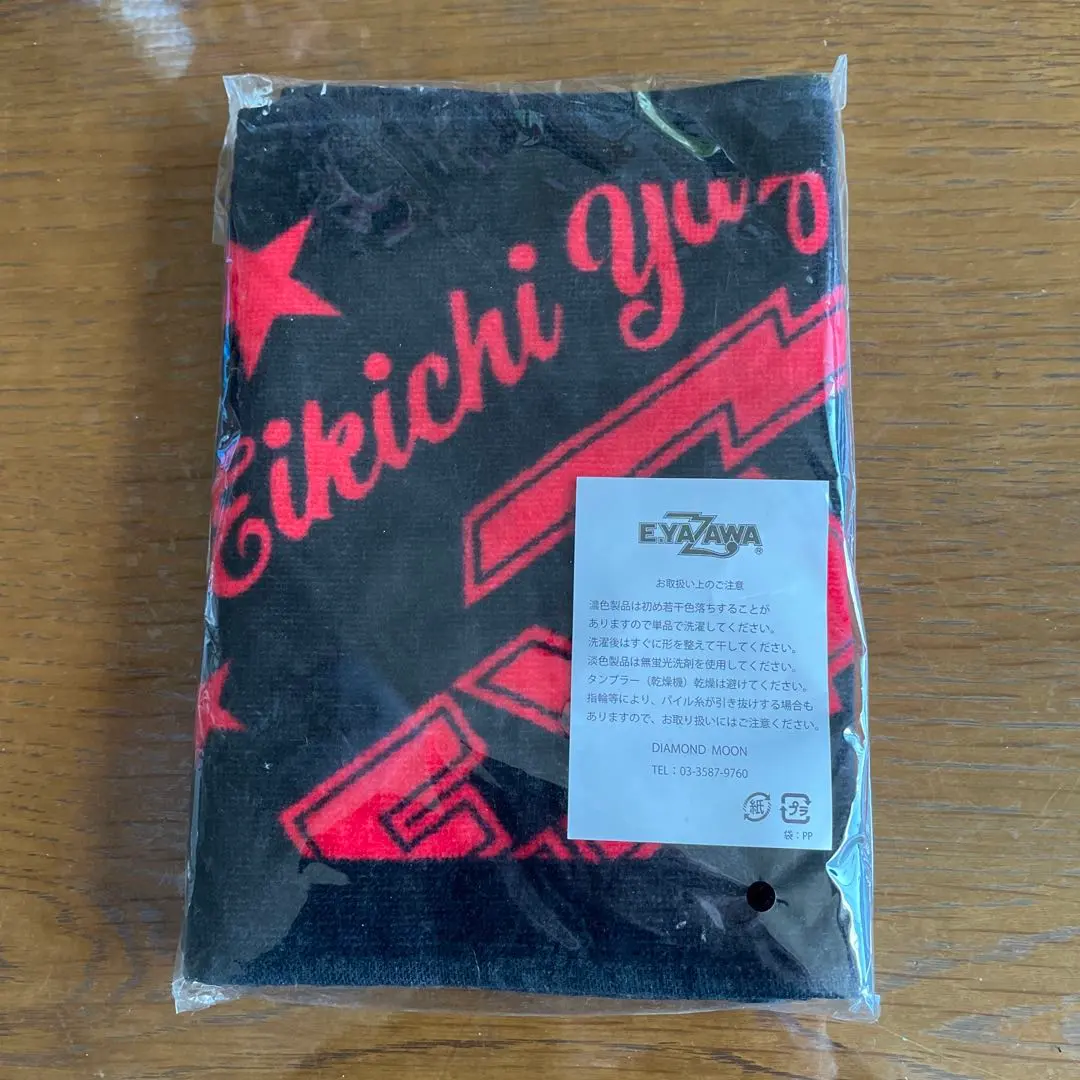 Eikichi Yaz
E.YAZAWA
®
お取扱い上のご注意
濃色製品は初め若干色落ちすることが
ありますので単品で洗濯してください。
洗濯後はすぐに形を整えて干してください。
淡色製品は無蛍光洗剤を使用してください。
タンブラー（乾燥機）乾燥は避けてください。
指輪等により、パイル糸が引き抜けする場合も
ありますので、お取り扱いにはご注意ください。
DIAMOND MOON
TEL：03-3587-9760
紙 プラ
袋：PP